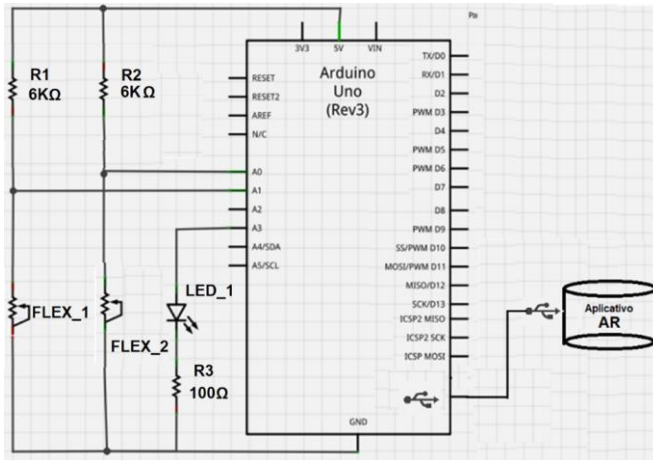 3V3 5V VIN
Arduino
Uno
(Rev3)
RESET
RESET2
AREF
N/C
A0
A1
A2
A3
A4/SDA
A5/SCL
TX/D0
RX/D1
D2
PWM D3
D4
PWM D5
PWM D6
D7
D8
PWM D9
SS/PWM D10
MOSI/PWM D11
MISO/D12
SCK/D13
ICSP2 MISO
ICSP2 SCK
ICSP MOSI
GND
R1
6KΩ
R2
6KΩ
FLEX_1
FLEX_2
LED_1
R3
100Ω
Aplicativo
AR